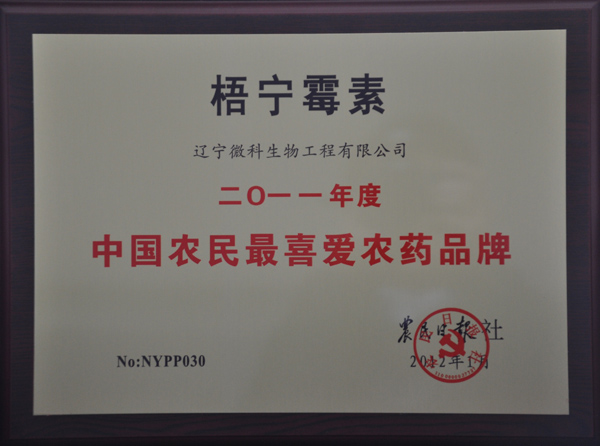 梧宁霉素
辽宁徽科生物工程有限公司
二〇一一年度
中国农民最喜爱农药品牌
农民日报社
No:NYPP030
2012年1月